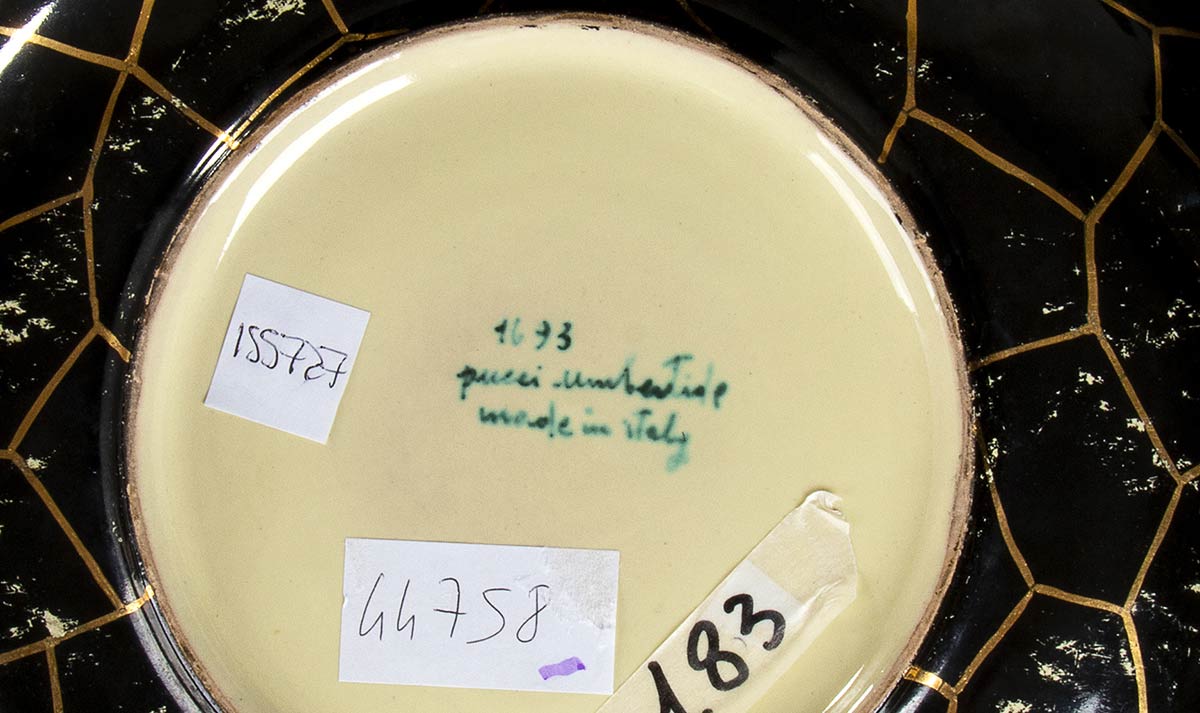 1673
pucci umbertide
made in italy
155727
44758
183